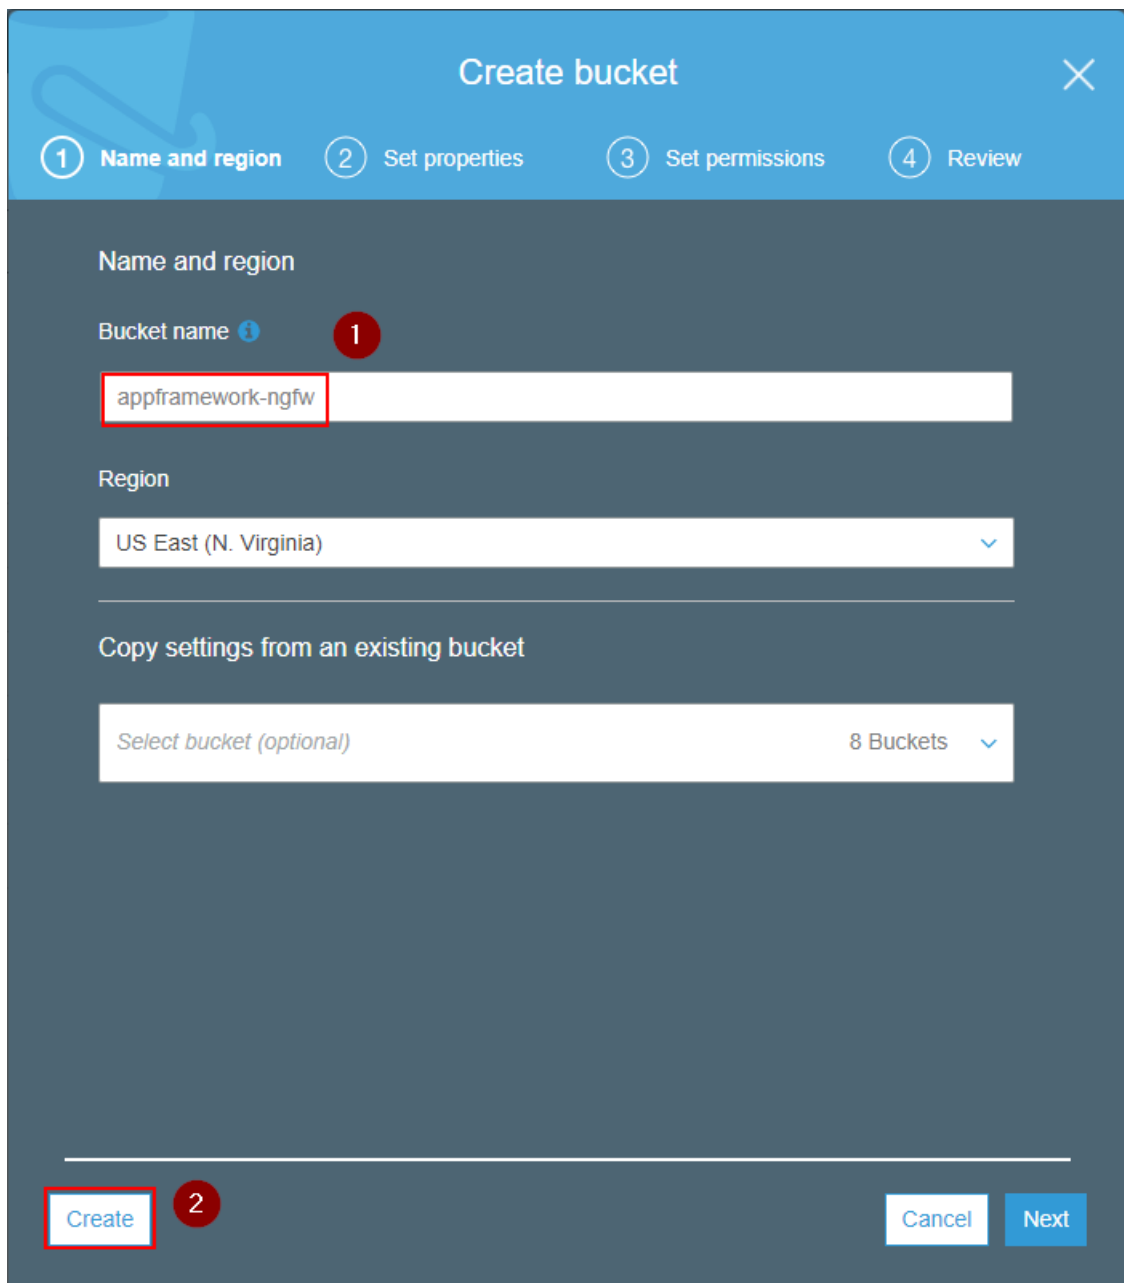 Create bucket
1 Name and region 2 Set properties 3 Set permissions 4 Review
Name and region
Bucket name i 1
appframework-ngfw
Region
US East (N. Virginia)
Copy settings from an existing bucket
Select bucket (optional) 8 Buckets
Create 2 Cancel Next